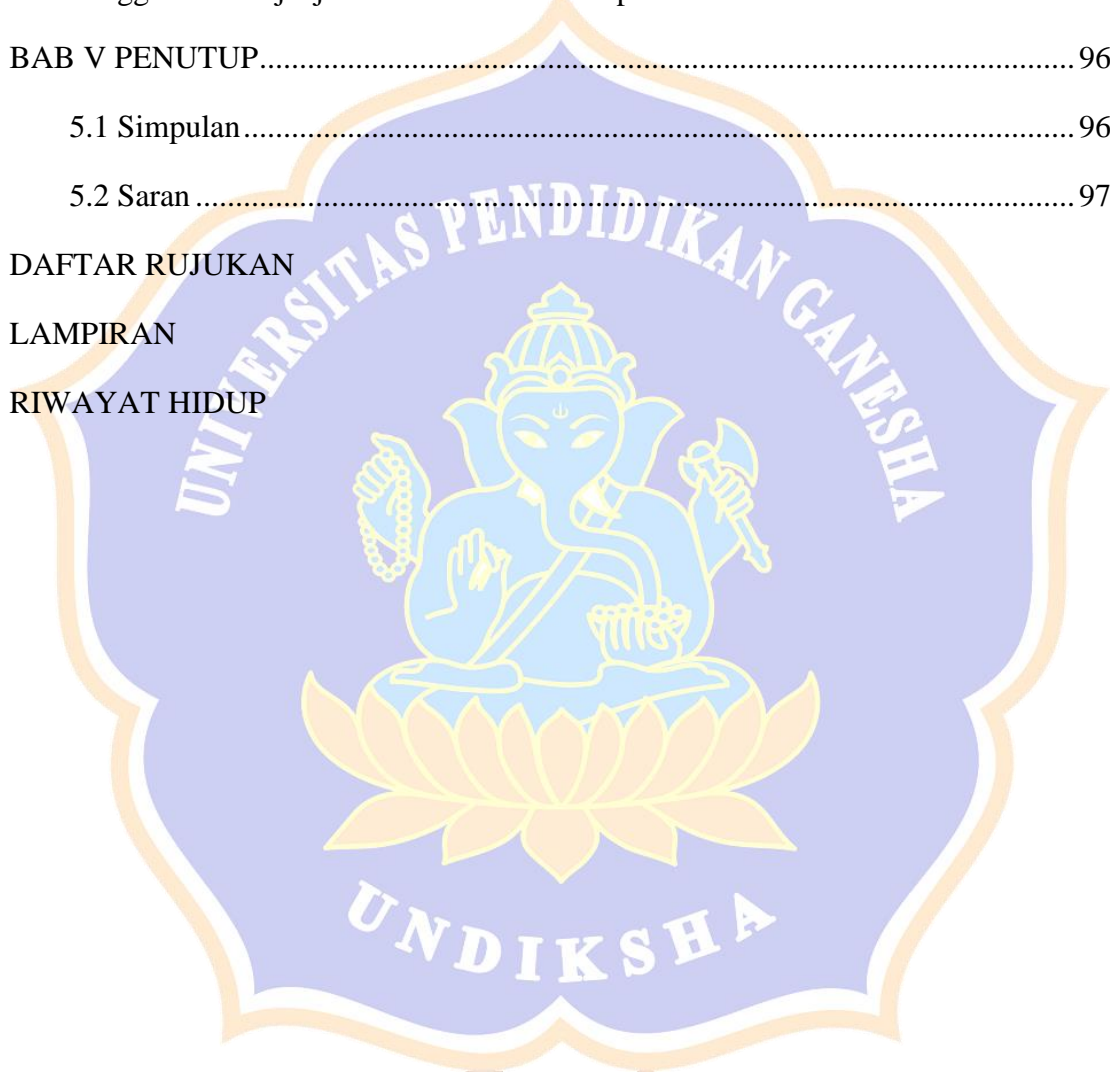 BAB V PENUTUP.......................................................................................................96
5.1 Simpulan........................................................................................................96
5.2 Saran ..............................................................................................................97
DAFTAR RUJUKAN
LAMPIRAN
RIWAYAT HIDUP
UNIVERSITAS PENDIDIKAN GANESHA
UNDIKSHA